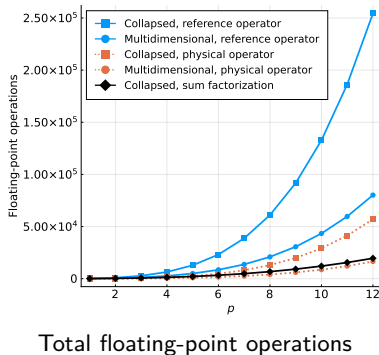 2.50×10⁵
2.00×10⁵
1.50×10⁵
1.00×10⁵
5.00×10⁴
0
Floating-point operations
Collapsed, reference operator
Multidimensional, reference operator
Collapsed, physical operator
Multidimensional, physical operator
Collapsed, sum factorization
2 4 6 8 10 12
p
Total floating-point operations